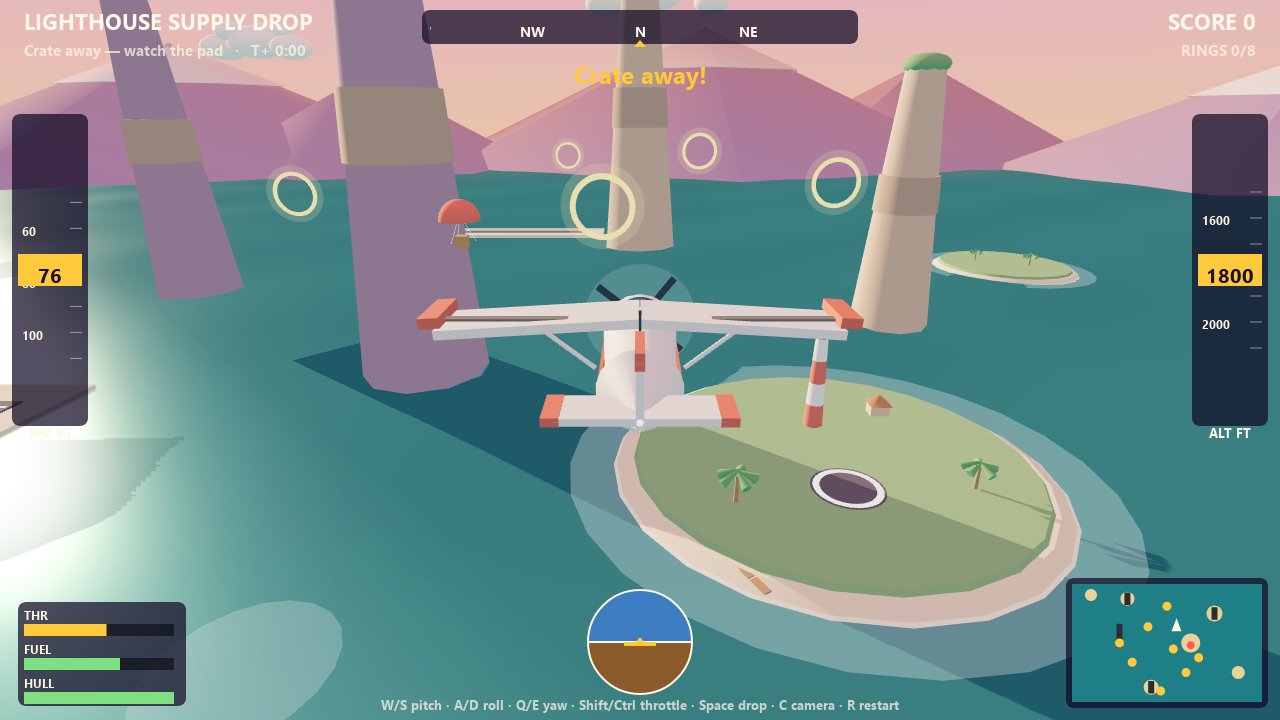 LIGHTHOUSE SUPPLY DROP
Crate away — watch the pad · T+ 0:00
NW N NE
SCORE 0
RINGS 0/8
Crate away!
60
76
100
SPD KT
1600
1800
2000
ALT FT
THR
FUEL
HULL
W/S pitch · A/D roll · Q/E yaw · Shift/Ctrl throttle · Space drop · C camera · R restart